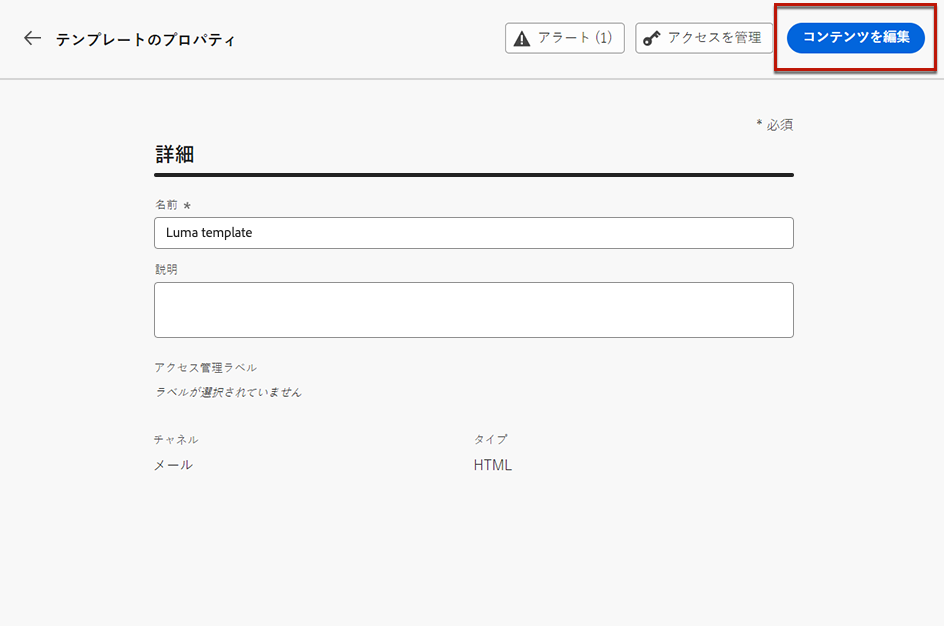 テンプレートのプロパティ
アラート (1)
アクセスを管理
コンテンツを編集
* 必須
詳細
名前 *
Luma template
説明
アクセス管理ラベル
ラベルが選択されていません
チャネル
タイプ
メール
HTML